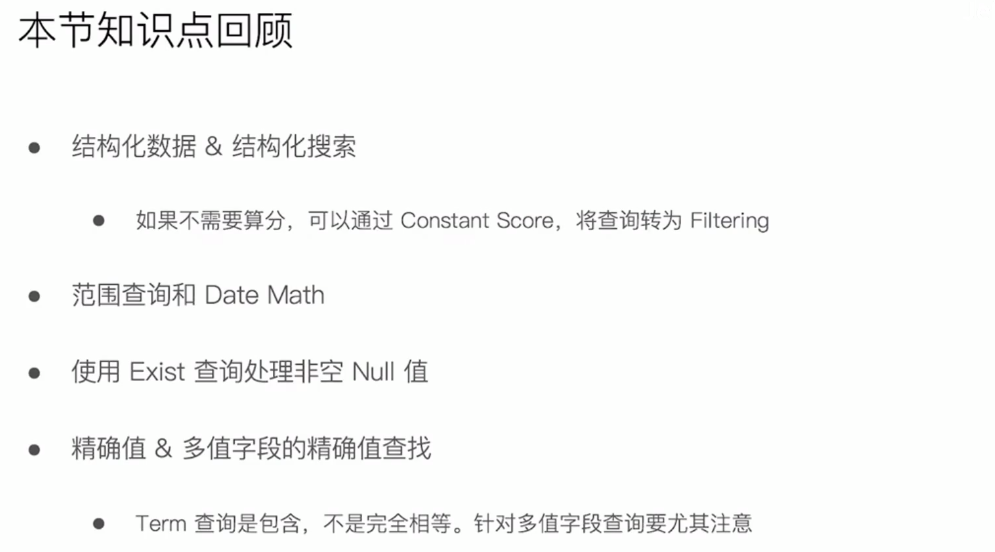 本节知识点回顾
结构化数据 & 结构化搜索
如果不需要算分，可以通过 Constant Score，将查询转为 Filtering
范围查询和 Date Math
使用 Exist 查询处理非空 Null 值
精确值 & 多值字段的精确值查找
Term 查询是包含，不是完全相等。针对多值字段查询要尤其注意